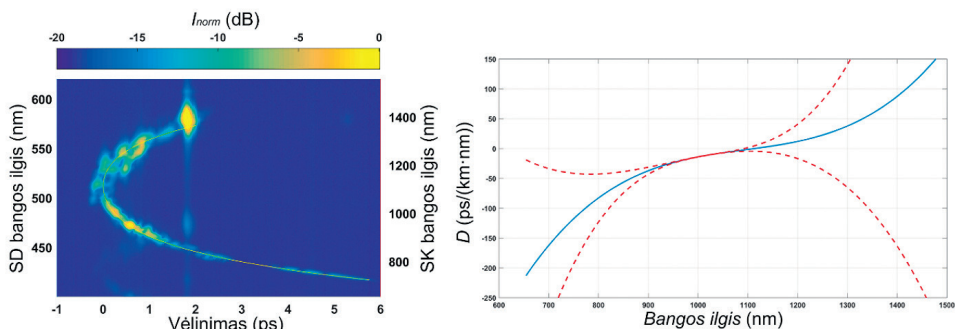 I_norm (dB)
-20 -15 -10 -5 0
SD bangos ilgis (nm)
600
550
500
450
SK bangos ilgis (nm)
1400
1200
1000
800
-1 0 1 2 3 4 5 6
Vėlinimas (ps)
D (ps/(km·nm))
150
100
50
0
-50
-100
-150
-200
-250
600 700 800 900 1000 1100 1200 1300 1400 1500
Bangos ilgis (nm)